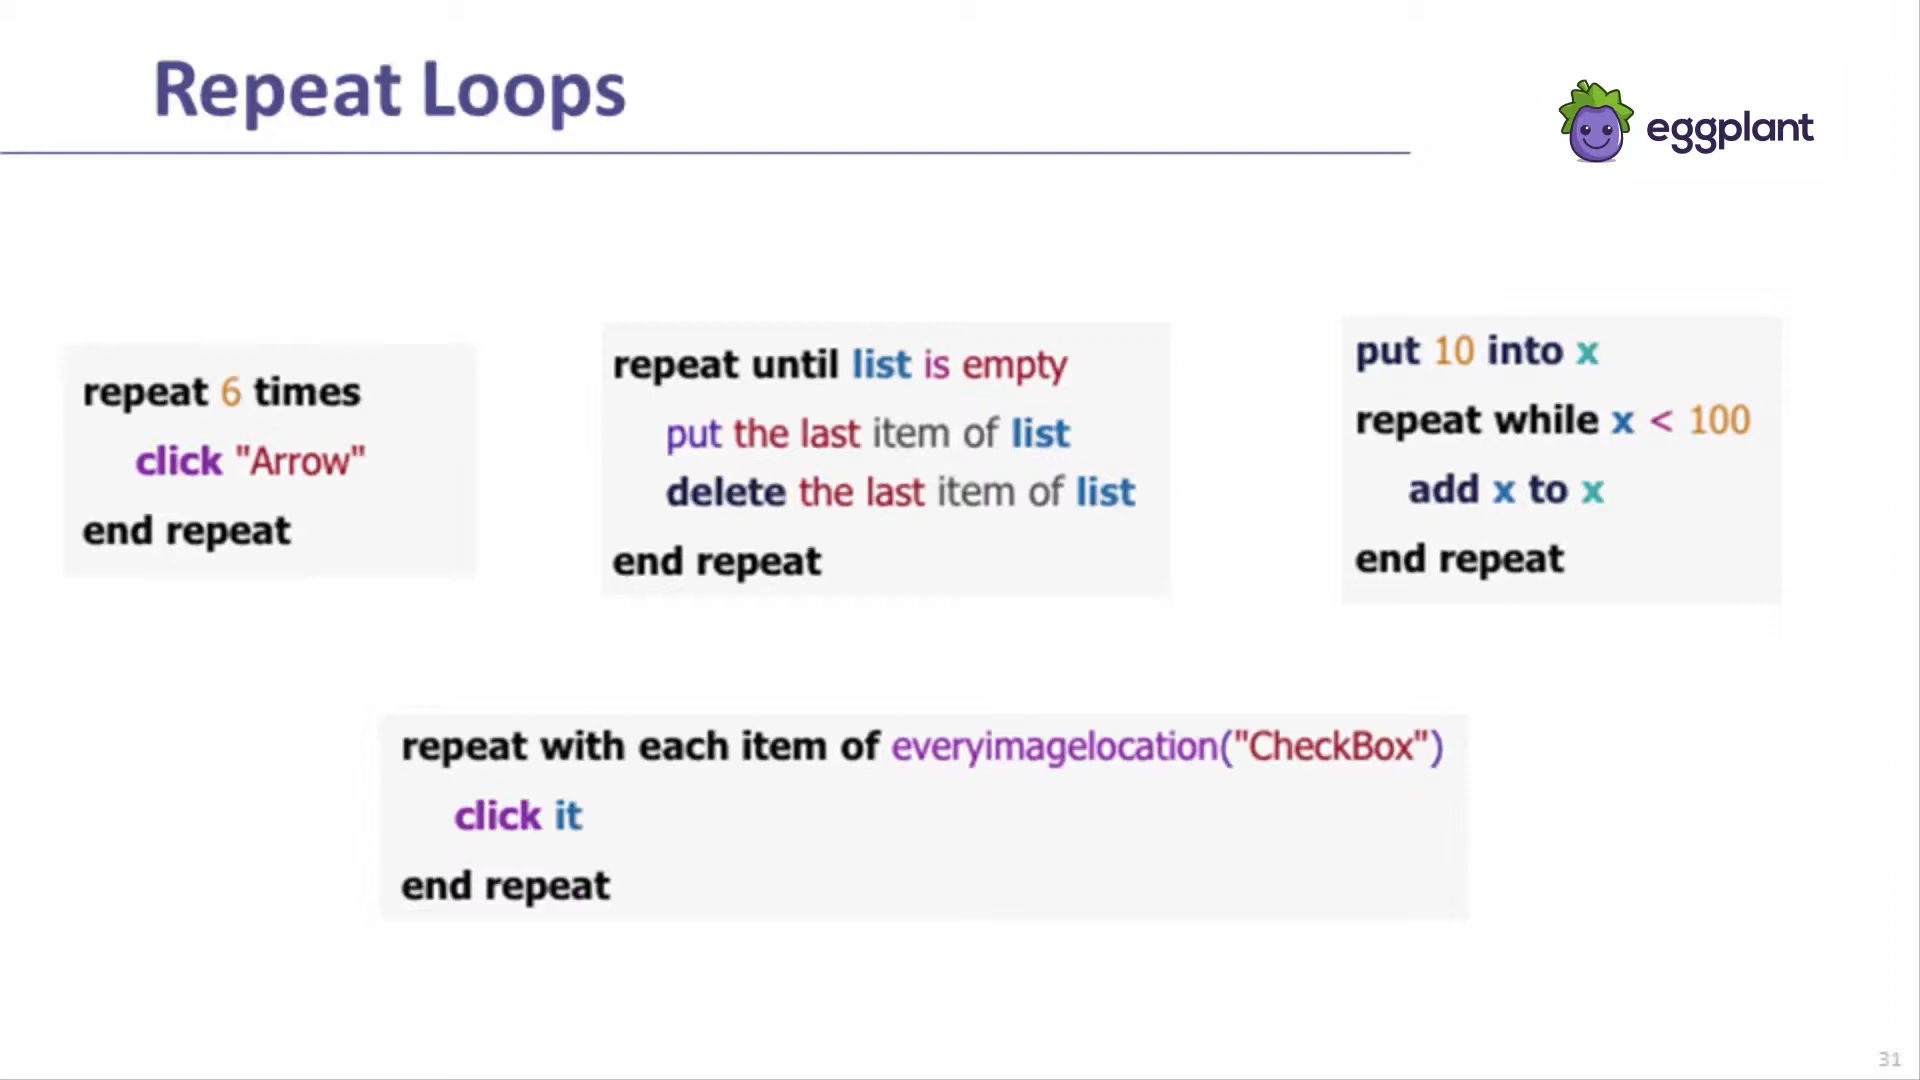 Repeat Loops
eggplant
repeat 6 times
click "Arrow"
end repeat
repeat until list is empty
put the last item of list
delete the last item of list
end repeat
put 10 into x
repeat while x < 100
add x to x
end repeat
repeat with each item of everyimagelocation("CheckBox")
click it
end repeat
31